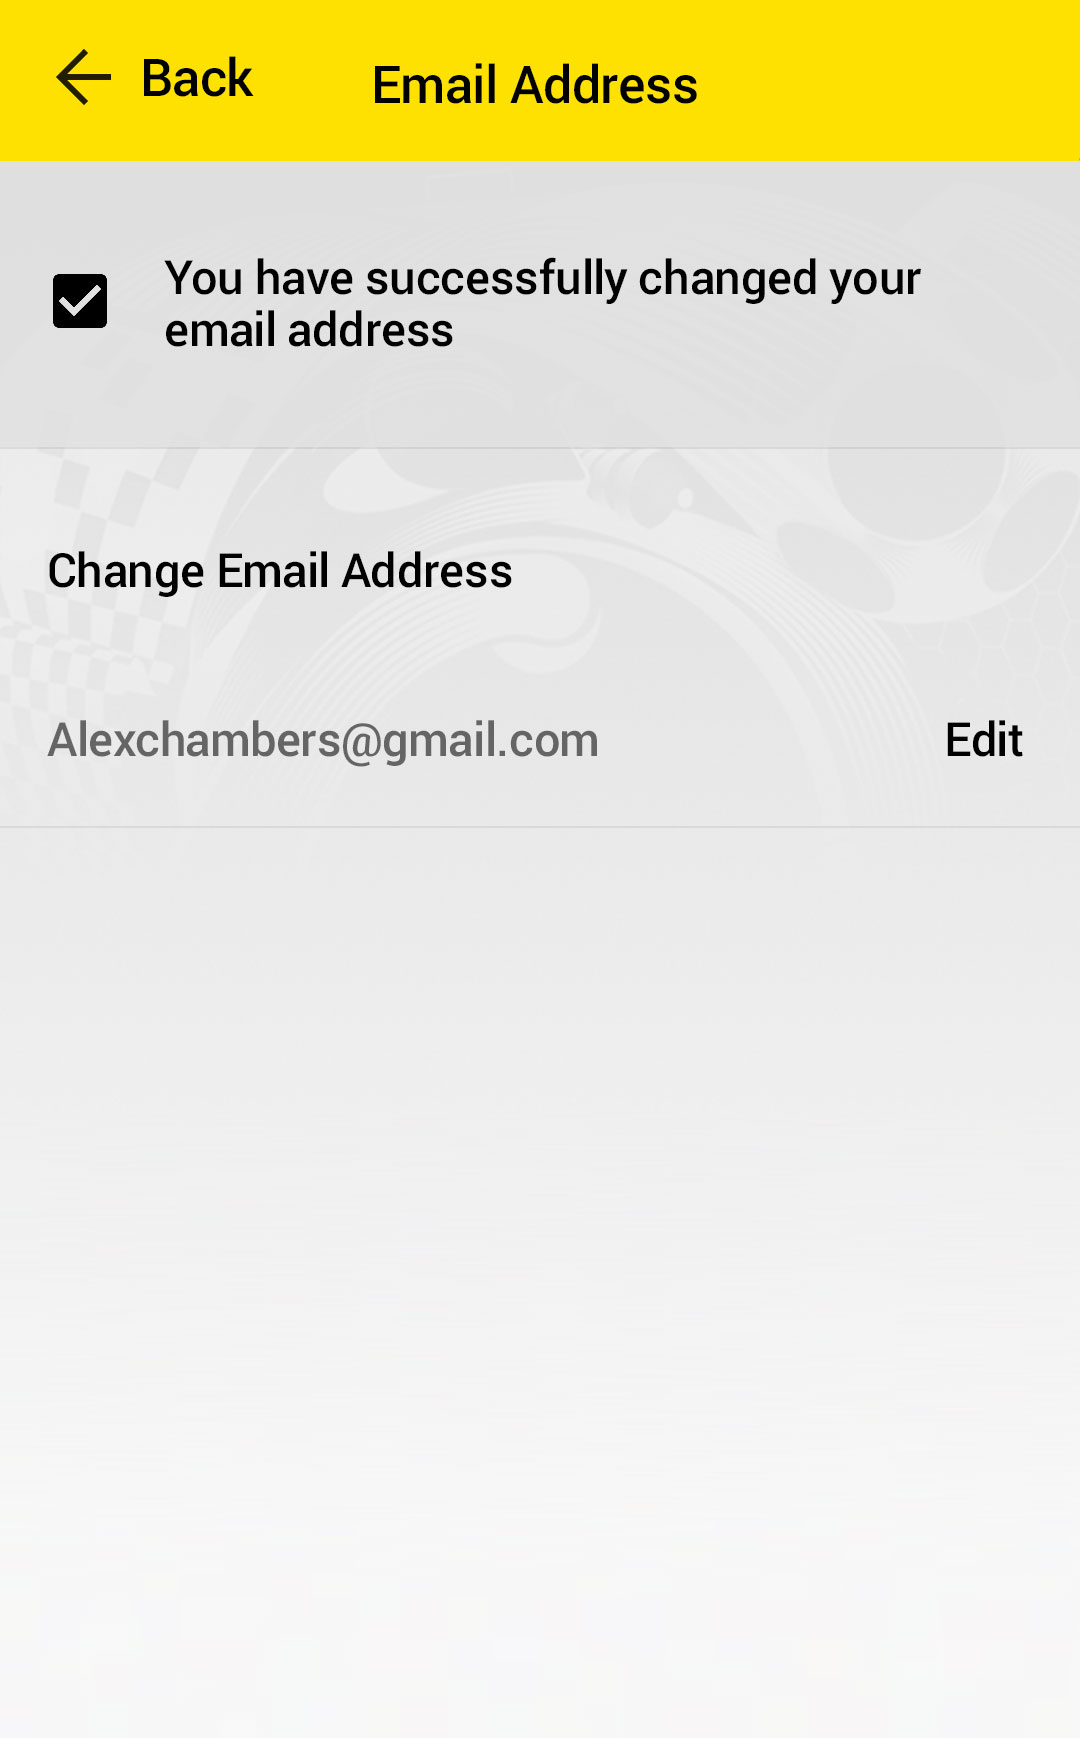 Back
Email Address
You have successfully changed your
email address
Change Email Address
Alexchambers@gmail.com
Edit